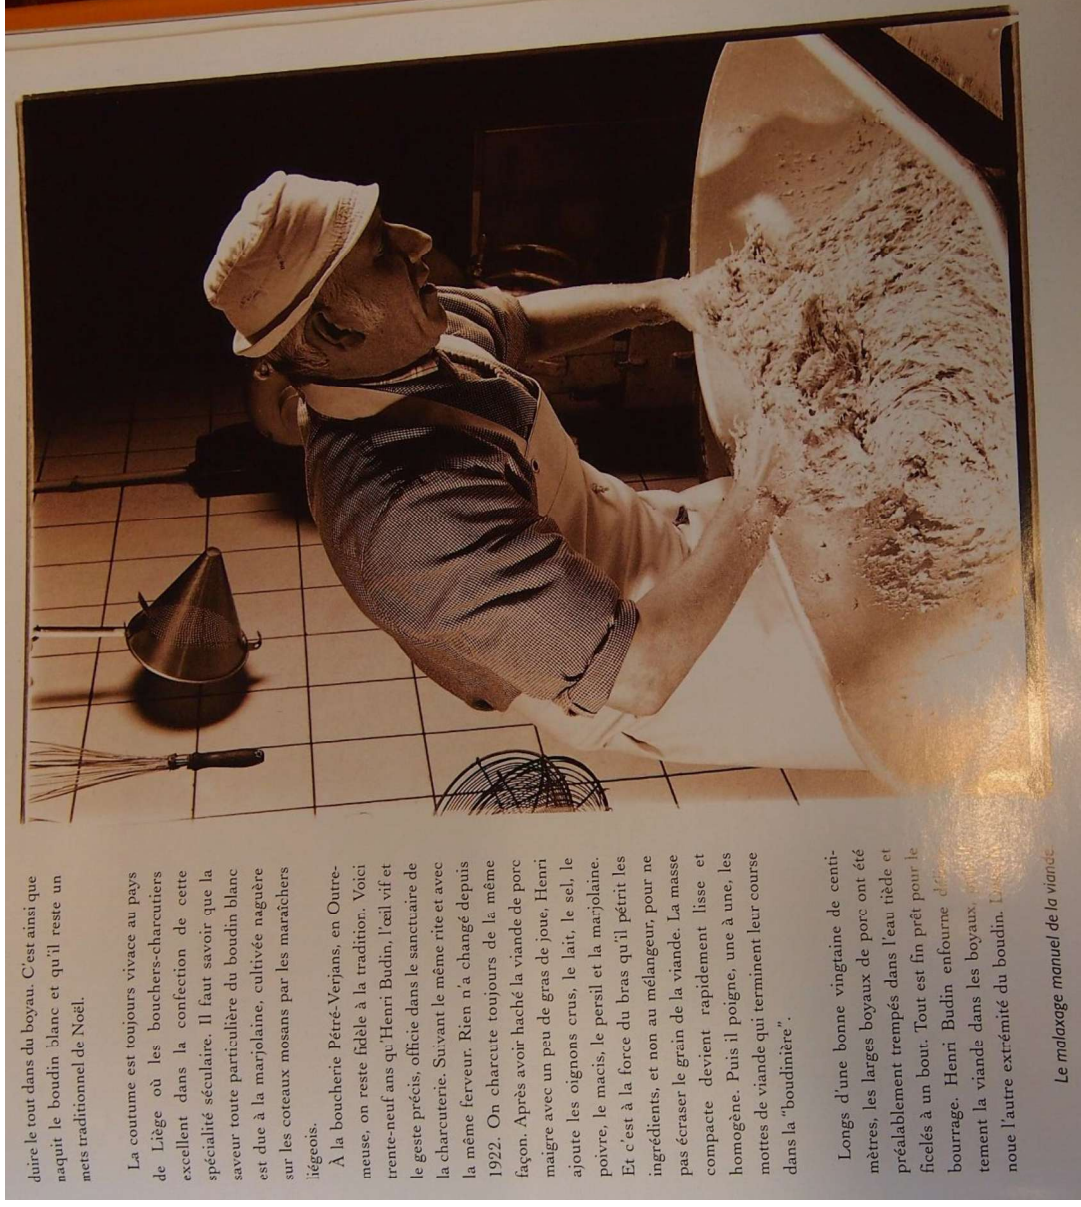 duire le tout dans du boyau. C'est ainsi que
naquit le boudin blanc et qu'il reste un
mets traditionnel de Noël.
La coutume est toujours vivace au pays
de Liège où les bouchers-charcutiers
excellent dans la confection de cette
spécialité séculaire. Il faut savoir que la
saveur toute particulière du boudin blanc
est due à la marjolaine, cultivée naguère
sur les coteaux mosans par les maraîchers
liégeois.
À la boucherie Pétré-Verjans, en Outre-
meuse, on reste fidèle à la tradition. Voici
trente-neuf ans qu'Henri Budin, l'œil vif et
le geste précis, officie dans le sanctuaire de
la charcuterie. Suivant le même rite et avec
la même ferveur. Rien n'a changé depuis
1922. On charcute toujours de la même
façon. Après avoir haché la viande de porc
maigre avec un peu de gras de joue, Henri
ajoute les oignons crus, le lait, le sel, le
poivre, le macis, le persil et la marjolaine.
Et c'est à la force du bras qu'il pétrit les
ingrédients, et non au mélangeur, pour ne
pas écraser le grain de la viande. La masse
compacte devient rapidement lisse et
homogène. Puis il poigne, une à une, les
mottes de viande qui terminent leur course
dans la "boudinière".
Longs d'une bonne vingtaine de centi-
mètres, les larges boyaux de porc ont été
préalablement trempés dans l'eau tiède et
ficelés à un bout. Tout est fin prêt pour le
bourrage. Henri Budin enfourne
tement la viande dans les boyaux,
noue l'autre extrémité du boudin.
Le malaxage manuel de la viande